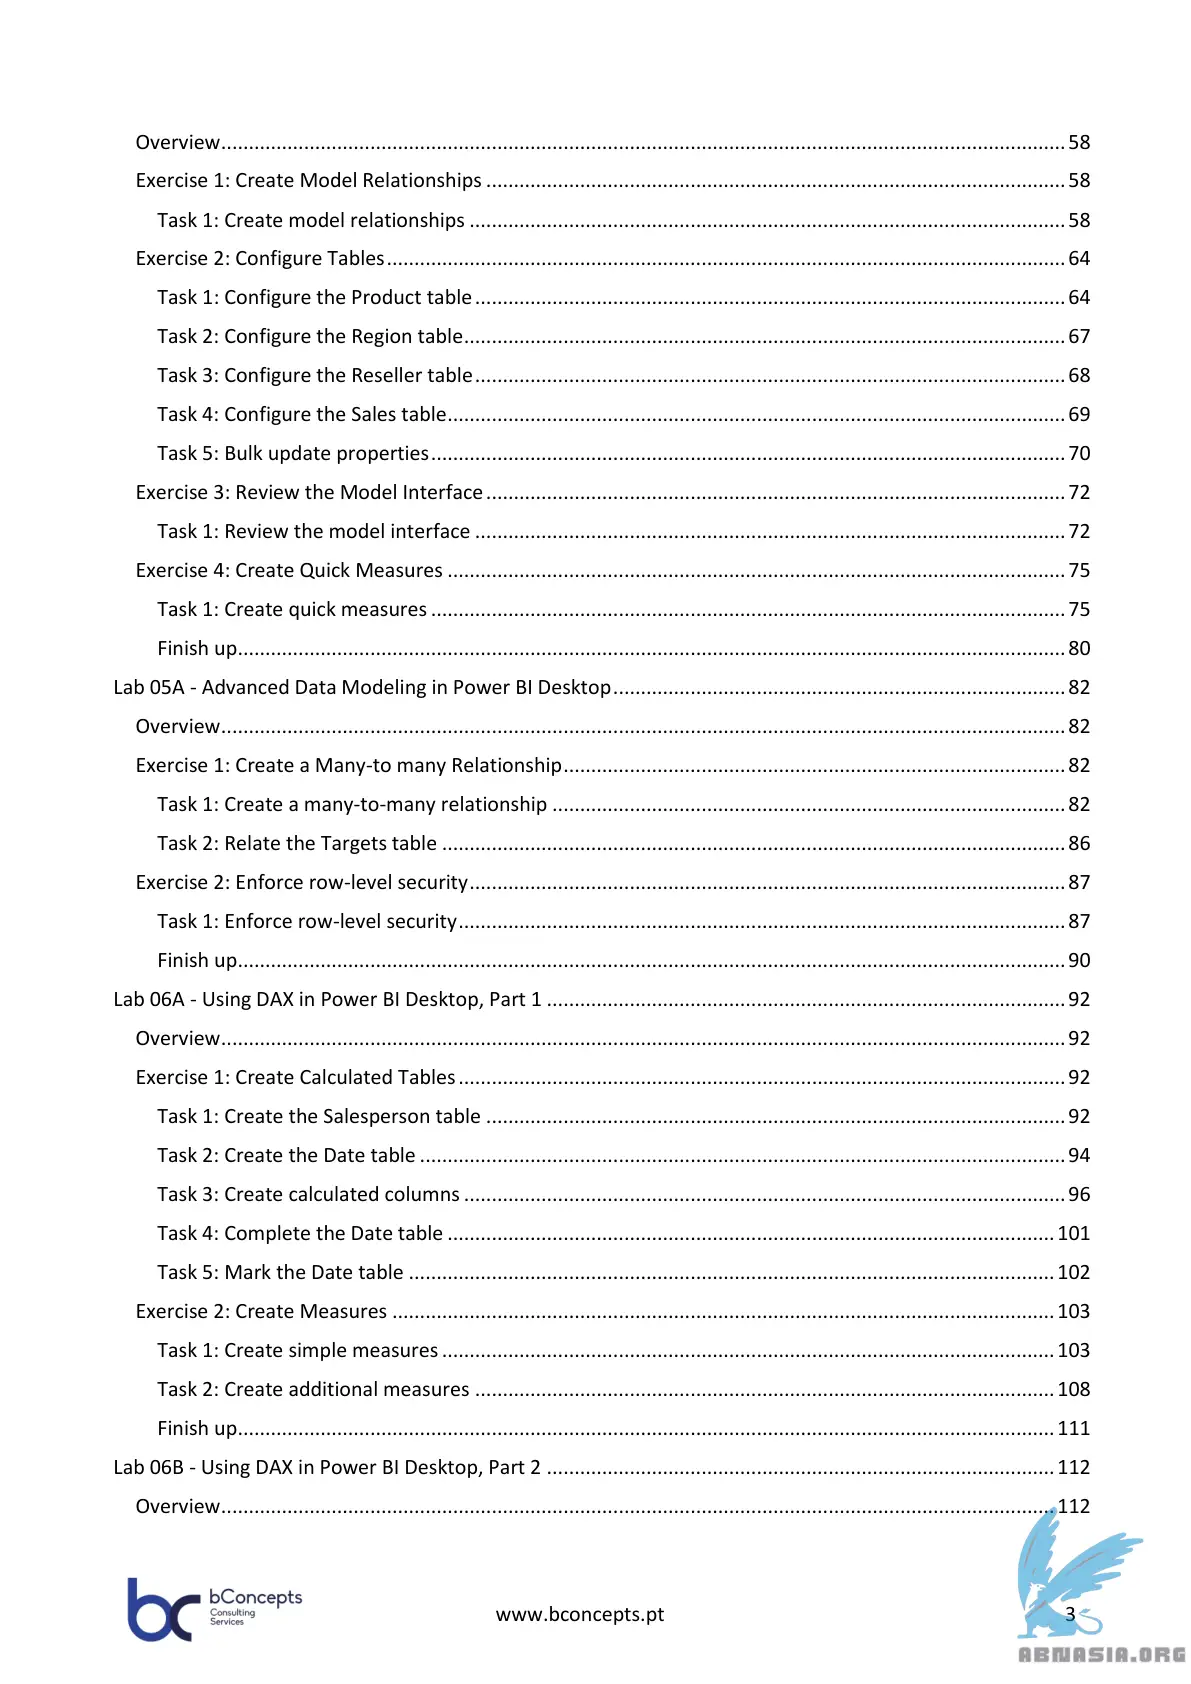 Overview 58
Exercise 1: Create Model Relationships 58
Task 1: Create model relationships 58
Exercise 2: Configure Tables 64
Task 1: Configure the Product table 64
Task 2: Configure the Region table 67
Task 3: Configure the Reseller table 68
Task 4: Configure the Sales table 69
Task 5: Bulk update properties 70
Exercise 3: Review the Model Interface 72
Task 1: Review the model interface 72
Exercise 4: Create Quick Measures 75
Task 1: Create quick measures 75
Finish up 80
Lab 05A - Advanced Data Modeling in Power BI Desktop 82
Overview 82
Exercise 1: Create a Many-to many Relationship 82
Task 1: Create a many-to-many relationship 82
Task 2: Relate the Targets table 86
Exercise 2: Enforce row-level security 87
Task 1: Enforce row-level security 87
Finish up 90
Lab 06A - Using DAX in Power BI Desktop, Part 1 92
Overview 92
Exercise 1: Create Calculated Tables 92
Task 1: Create the Salesperson table 92
Task 2: Create the Date table 94
Task 3: Create calculated columns 96
Task 4: Complete the Date table 101
Task 5: Mark the Date table 102
Exercise 2: Create Measures 103
Task 1: Create simple measures 103
Task 2: Create additional measures 108
Finish up 111
Lab 06B - Using DAX in Power BI Desktop, Part 2 112
Overview 112
bc bConcepts
Consulting
Services
www.bconcepts.pt
3
ABNASIA.ORG